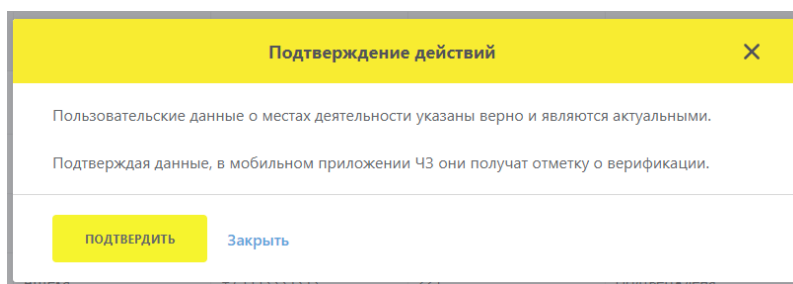 Подтверждение действий
Пользовательские данные о местах деятельности указаны верно и являются актуальными.
Подтверждая данные, в мобильном приложении ЧЗ они получат отметку о верификации.
ПОДТВЕРДИТЬ
Закрыть